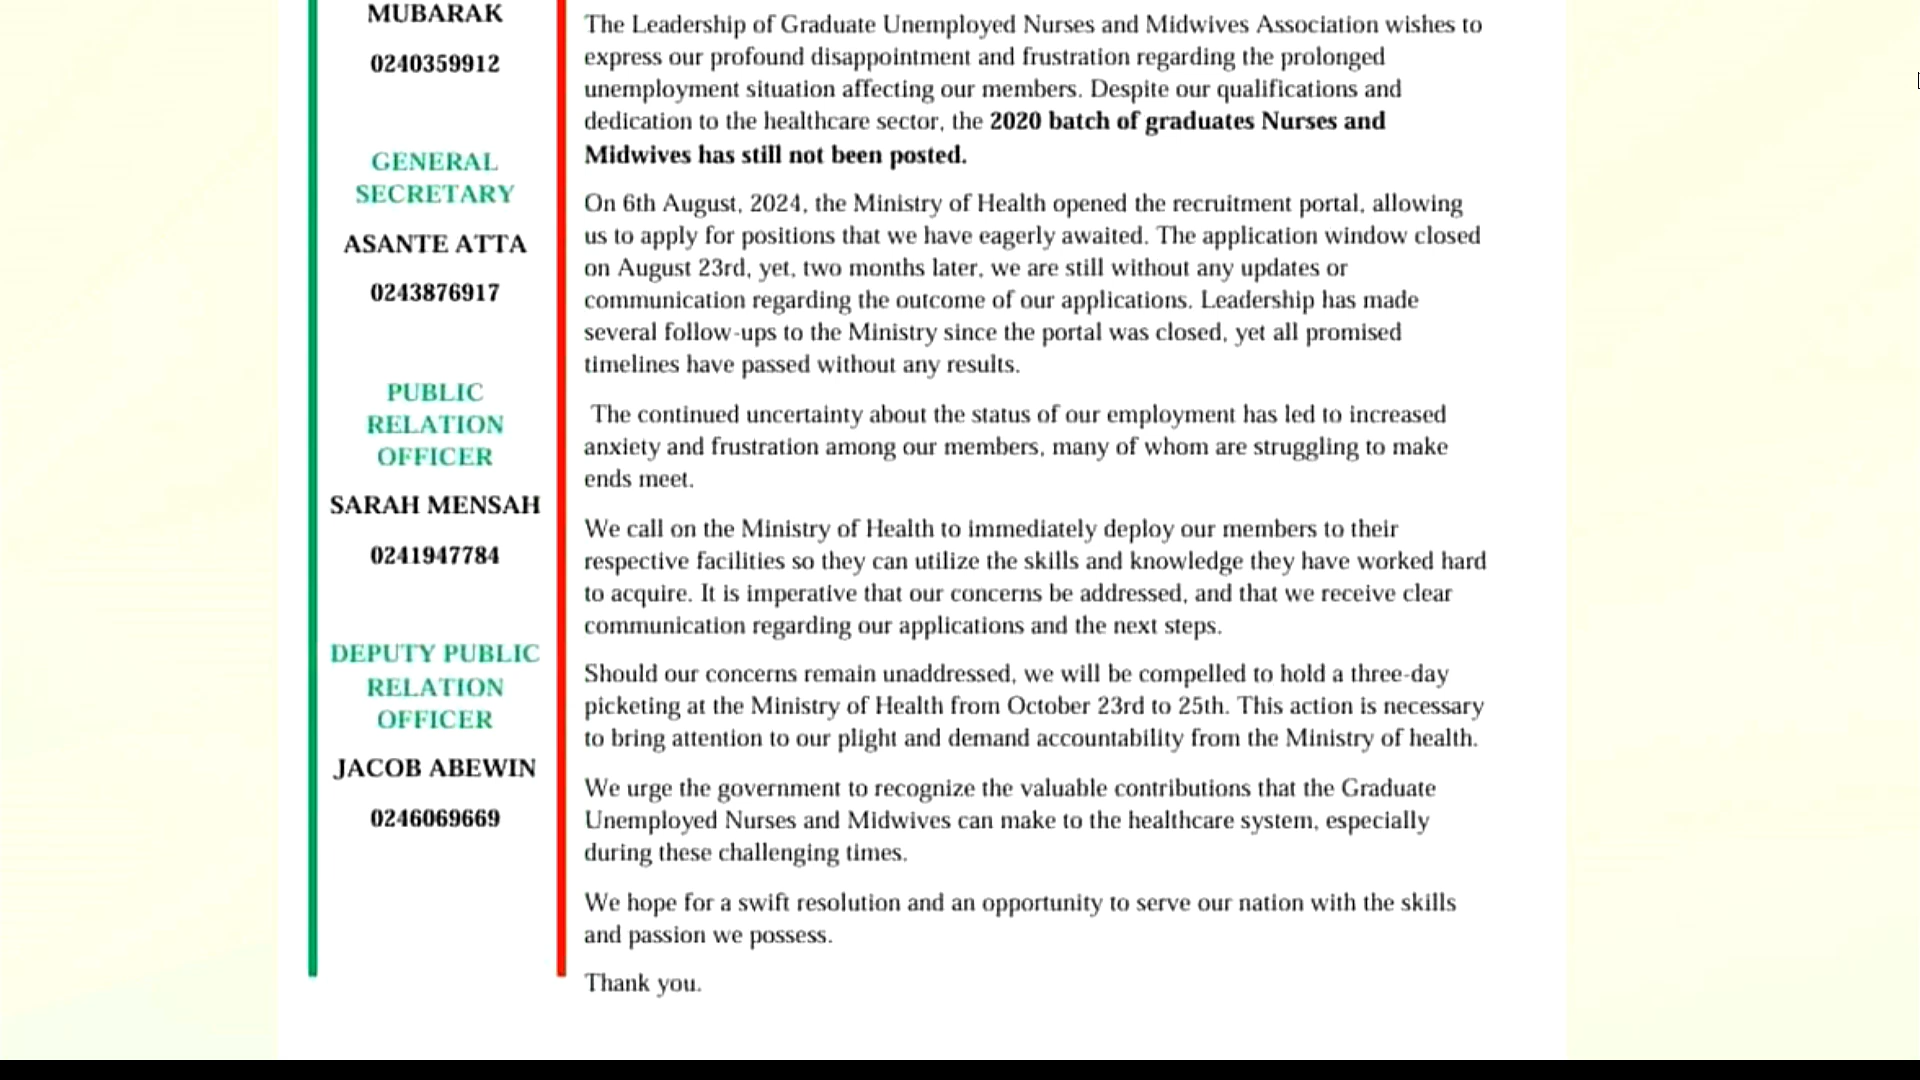 MUBARAK
0240359912
GENERAL
SECRETARY
ASANTE ATTA
0243876917
PUBLIC
RELATION
OFFICER
SARAH MENSAH
0241947784
DEPUTY PUBLIC
RELATION
OFFICER
JACOB ABEWIN
0246069669
The Leadership of Graduate Unemployed Nurses and Midwives Association wishes to
express our profound disappointment and frustration regarding the prolonged
unemployment situation affecting our members. Despite our qualifications and
dedication to the healthcare sector, the 2020 batch of graduates Nurses and
Midwives has still not been posted.
On 6th August, 2024, the Ministry of Health opened the recruitment portal, allowing
us to apply for positions that we have eagerly awaited. The application window closed
on August 23rd, yet, two months later, we are still without any updates or
communication regarding the outcome of our applications. Leadership has made
several follow-ups to the Ministry since the portal was closed, yet all promised
timelines have passed without any results.
The continued uncertainty about the status of our employment has led to increased
anxiety and frustration among our members, many of whom are struggling to make
ends meet.
We call on the Ministry of Health to immediately deploy our members to their
respective facilities so they can utilize the skills and knowledge they have worked hard
to acquire. It is imperative that our concerns be addressed, and that we receive clear
communication regarding our applications and the next steps.
Should our concerns remain unaddressed, we will be compelled to hold a three-day
picketing at the Ministry of Health from October 23rd to 25th. This action is necessary
to bring attention to our plight and demand accountability from the Ministry of health.
We urge the government to recognize the valuable contributions that the Graduate
Unemployed Nurses and Midwives can make to the healthcare system, especially
during these challenging times.
We hope for a swift resolution and an opportunity to serve our nation with the skills
and passion we possess.
Thank you.